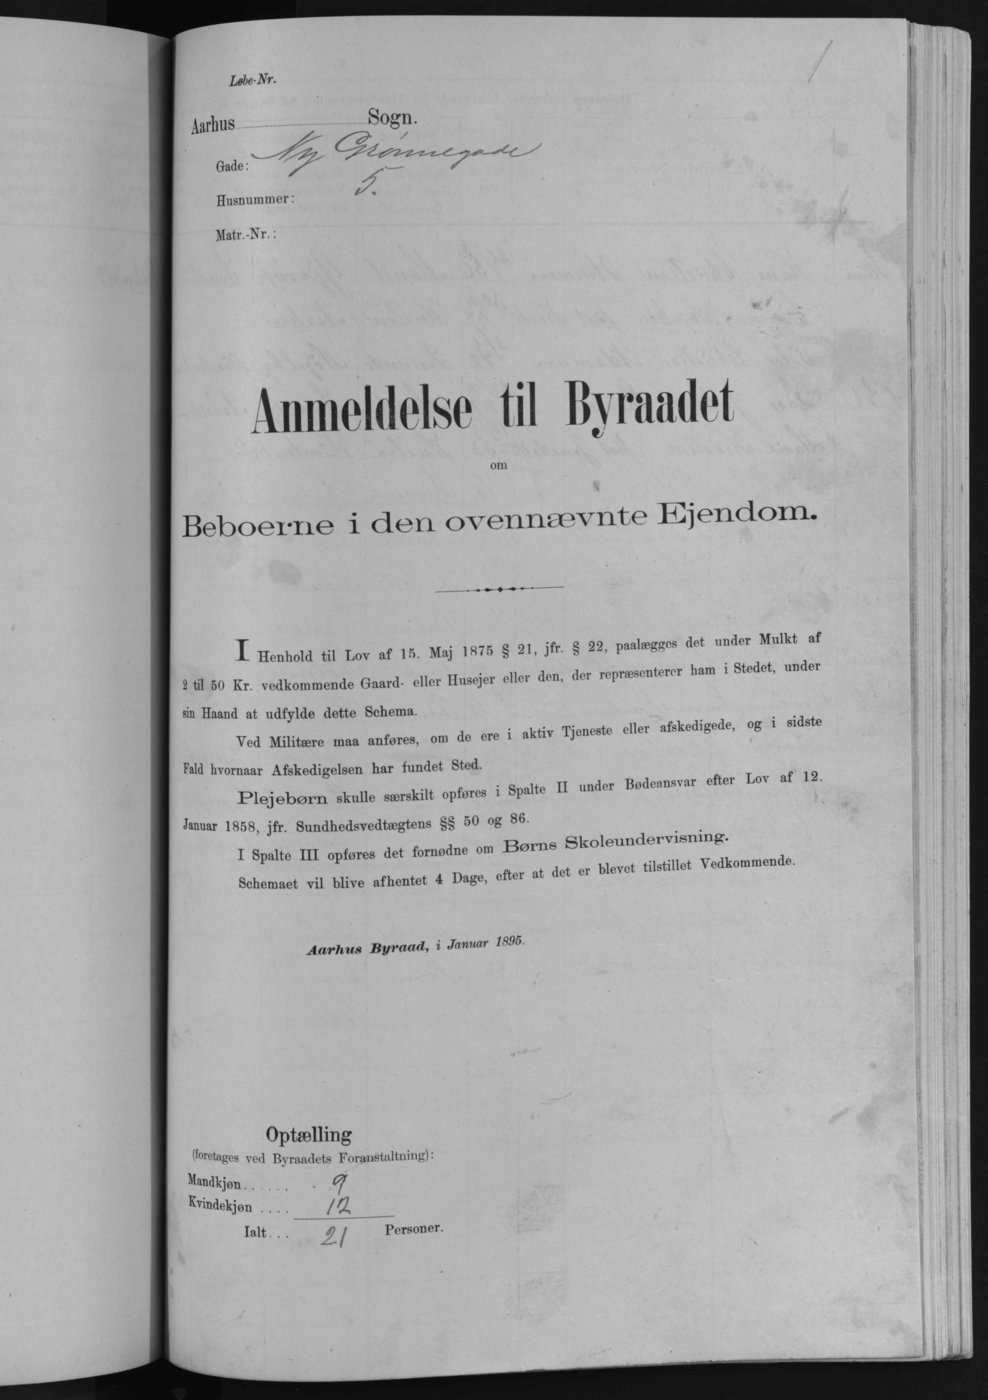 1
Løbe-Nr.
Aarhus Sogn.
Gade: Ny Grønnegade
Husnummer: 5.
Matr.-Nr.:
Anmeldelse til Byraadet
om
Beboerne i den ovennævnte Ejendom.
I Henhold til Lov af 15. Maj 1875 § 21, jfr. § 22, paalægges det under Mulkt af
2 til 50 Kr. vedkommende Gaard- eller Husejer eller den, der repræsenterer ham i Stedet, under
sin Haand at udfylde dette Schema.
Ved Militære maa anføres, om de ere i aktiv Tjeneste eller afskedigede, og i sidste
Fald hvornaar Afskedigelsen har fundet Sted.
Plejebørn skulle særskilt opføres i Spalte II under Bødeansvar efter Lov af 12.
Januar 1858, jfr. Sundhedsvedtægtens §§ 50 og 86.
I Spalte III opføres det fornødne om Børns Skoleundervisning.
Schemaet vil blive afhentet 4 Dage, efter at det er blevet tilstillet Vedkommende.
Aarhus Byraad, i Januar 1895.
Optælling
(foretages ved Byraadets Foranstaltning):
Mandkjøn...... 9
Kvindekjøn .... 12
Ialt... 21 Personer.